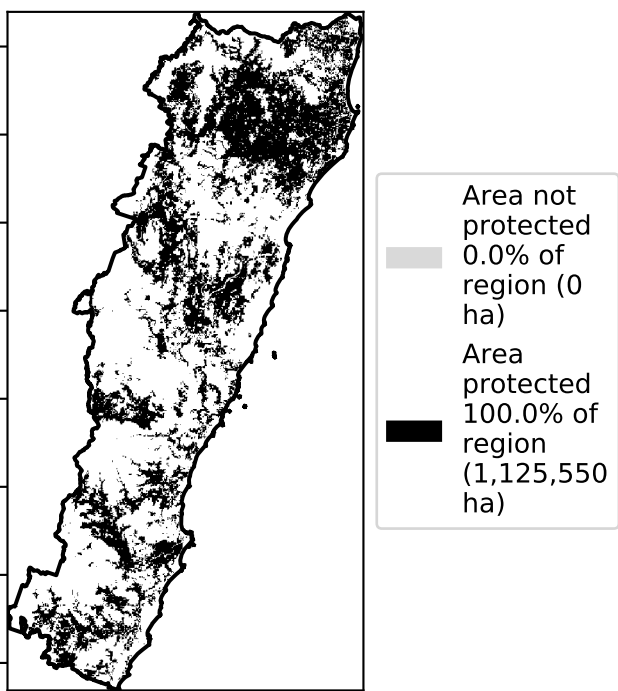 Area not
protected
0.0% of
region (0
ha)
Area
protected
100.0% of
region
(1,125,550
ha)